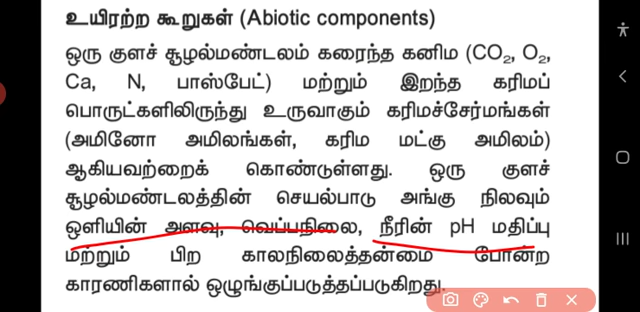 உயிரற்ற கூறுகள் (Abiotic components)
ஒரு குளச் சூழல்மண்டலம் கரைந்த கனிம (CO₂, O₂,
Ca, N, பாஸ்பேட்) மற்றும் இறந்த கரிமப்
பொருட்களிலிருந்து உருவாகும் கரிமச்சேர்மங்கள்
(அமினோ அமிலங்கள், கரிம மட்கு அமிலம்)
ஆகியவற்றைக் கொண்டுள்ளது. ஒரு குளச்
சூழல்மண்டலத்தின் செயல்பாடு அங்கு நிலவும்
ஒளியின் அளவு, வெப்பநிலை, நீரின் pH மதிப்பு
மற்றும் பிற காலநிலைத்தன்மை போன்ற
காரணிகளால் ஒழுங்குப்படுத்தப்படுகிறது.